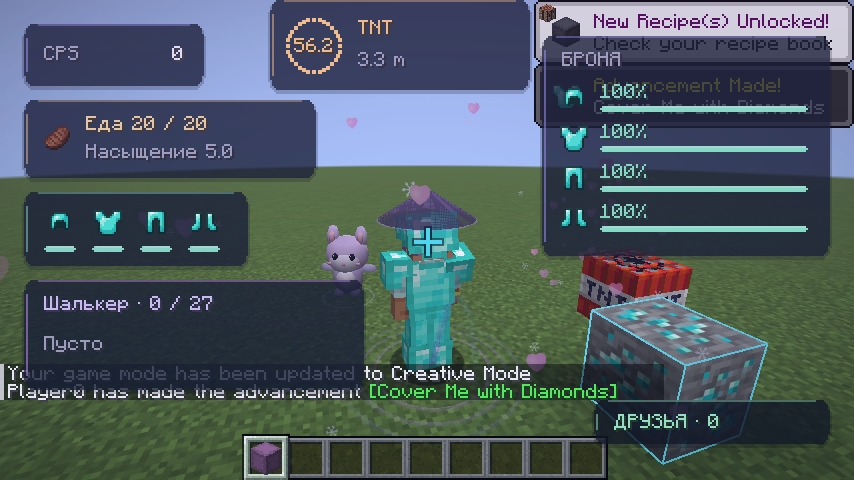 CPS 0
56.2
TNT
3.3 m
New Recipe(s) Unlocked!
Check your recipe book
БРОНЯ
Advancement Made!
Cover Me with Diamonds
100%
100%
100%
100%
Еда 20 / 20
Насыщение 5.0
Шалькер · 0 / 27
Пусто
Your game mode has been updated to Creative Mode
Player0 has made the advancement [Cover Me with Diamonds]
TNT
ДРУЗЬЯ · 0